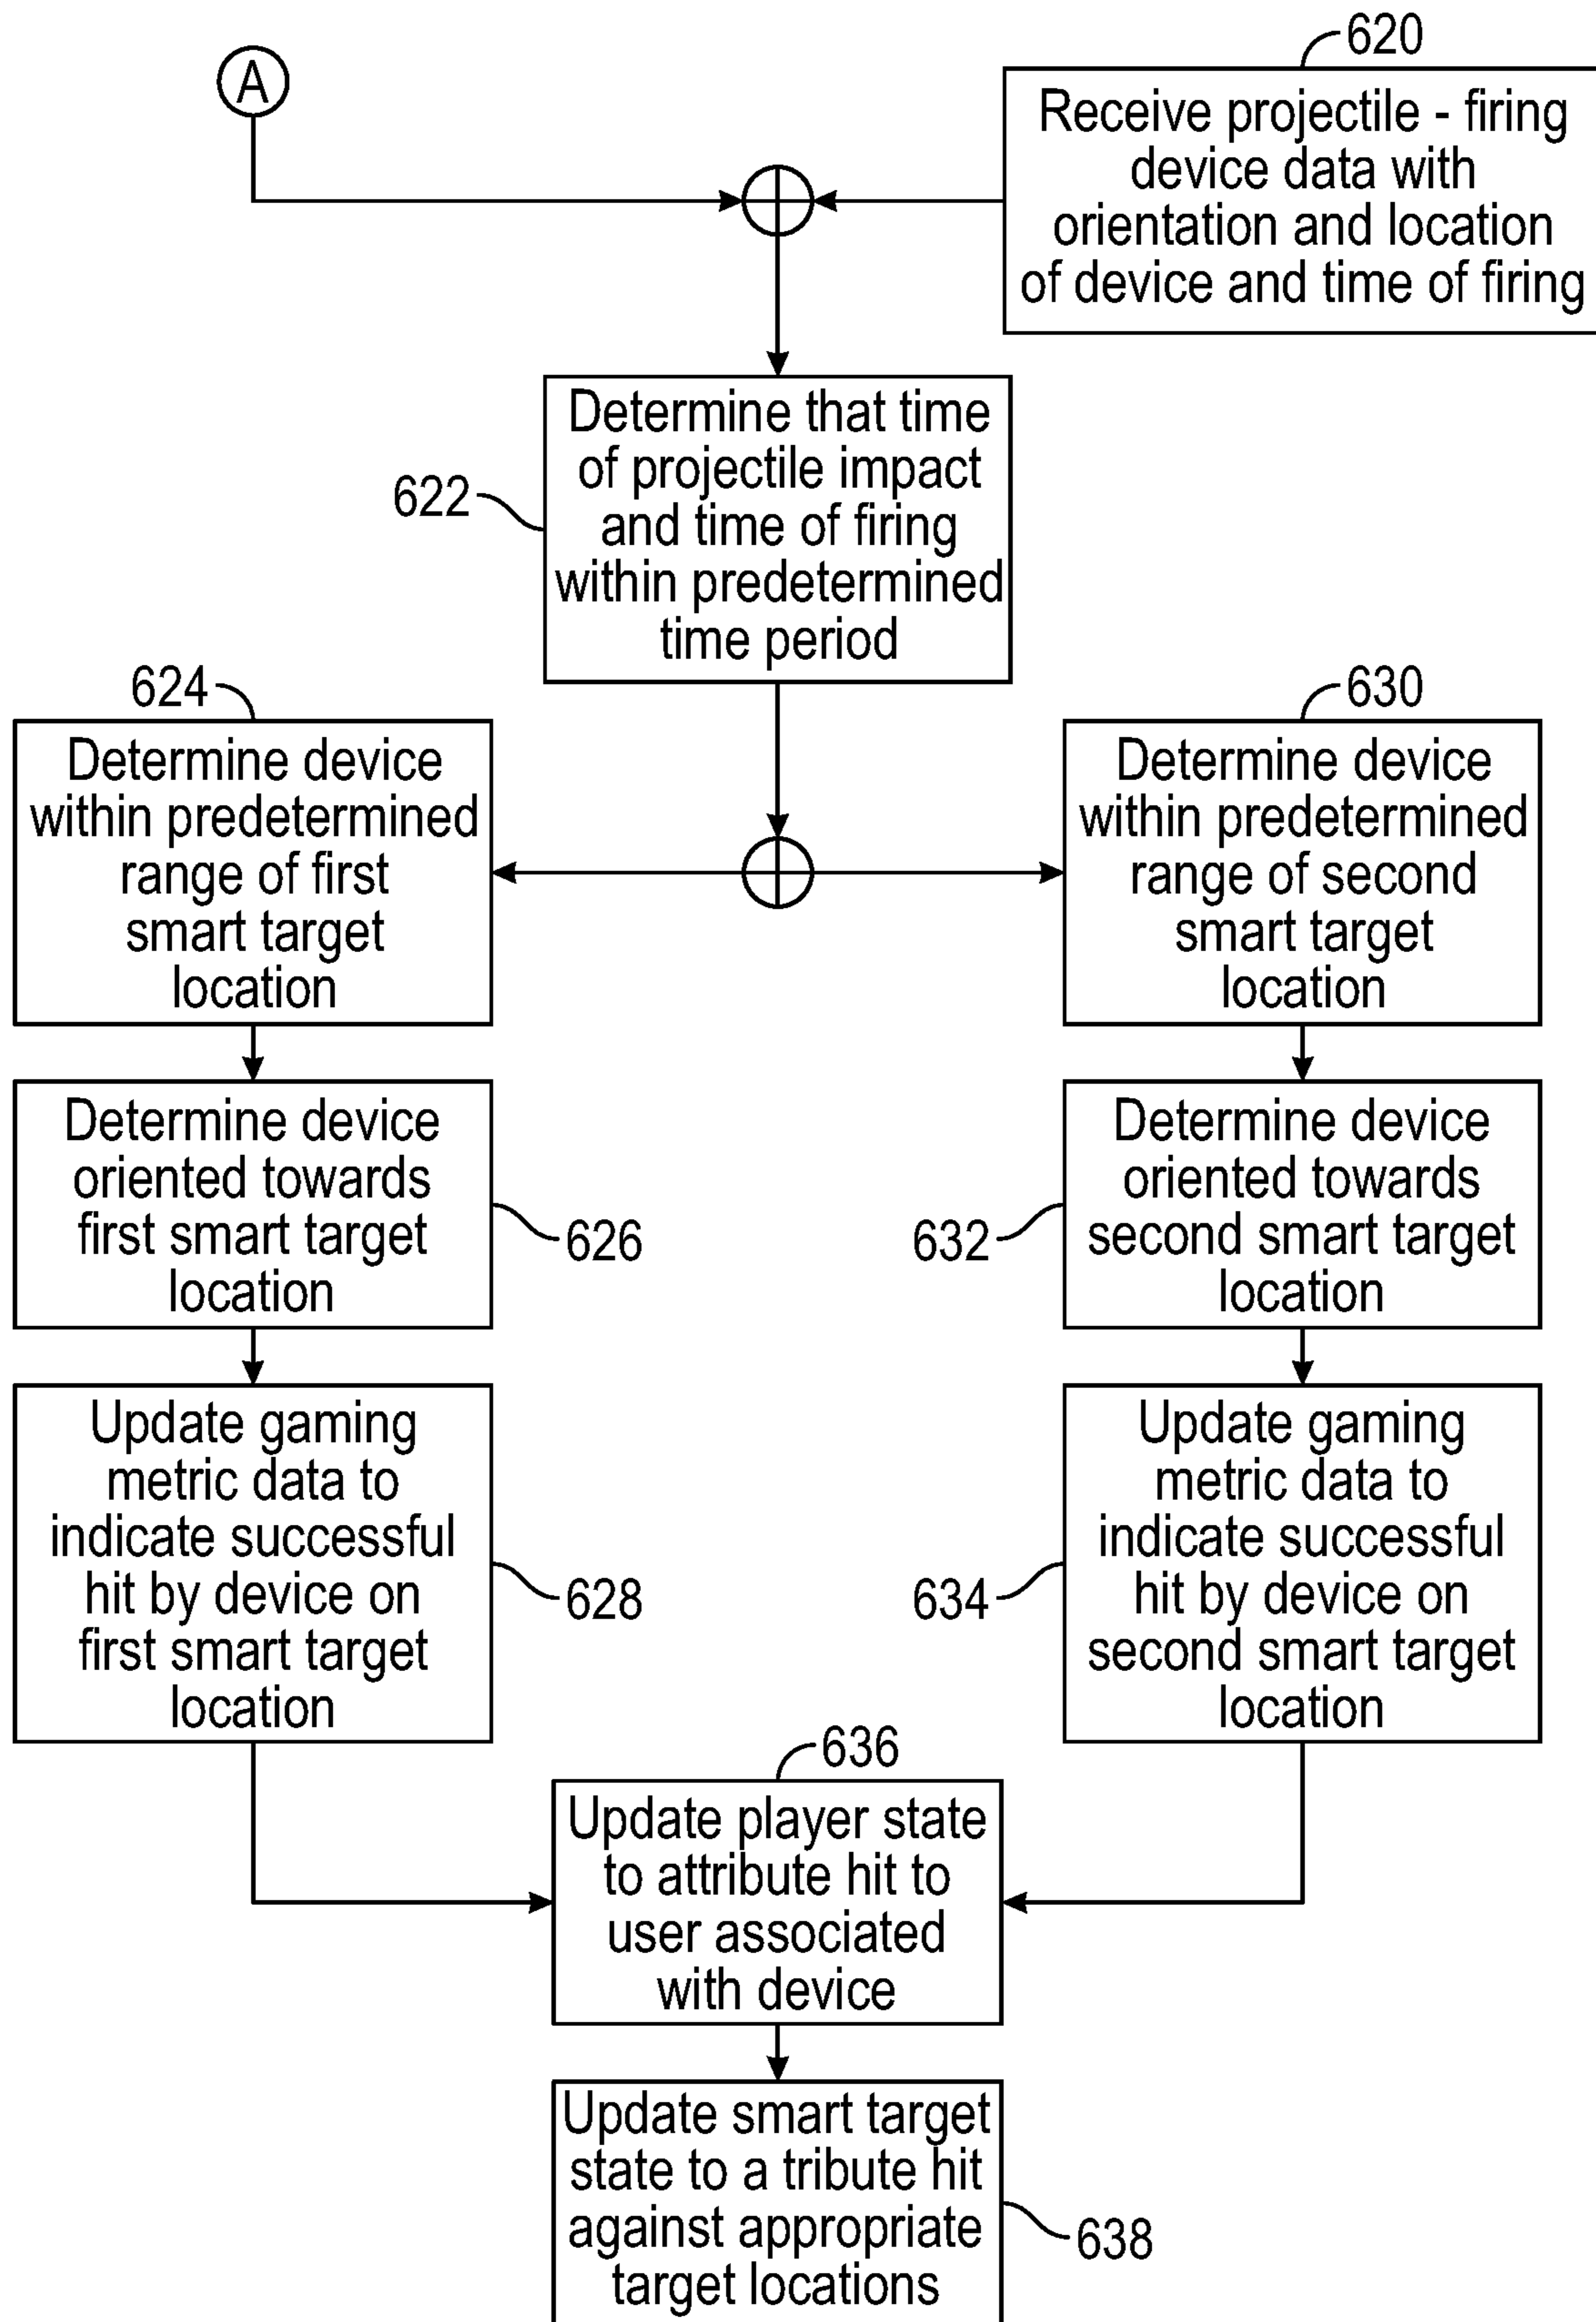 A
620
Receive projectile - firing
device data with
orientation and location
of device and time of firing
622
Determine that time
of projectile impact
and time of firing
within predetermined
time period
624
Determine device
within predetermined
range of first
smart target
location
630
Determine device
within predetermined
range of second
smart target
location
Determine device
oriented towards
first smart target
location
626
632
Determine device
oriented towards
second smart target
location
Update gaming
metric data to
indicate successful
hit by device on
first smart target
location
628
634
Update gaming
metric data to
indicate successful
hit by device on
second smart target
location
636
Update player state
to attribute hit to
user associated
with device
Update smart target
state to a tribute hit
against appropriate
target locations
638